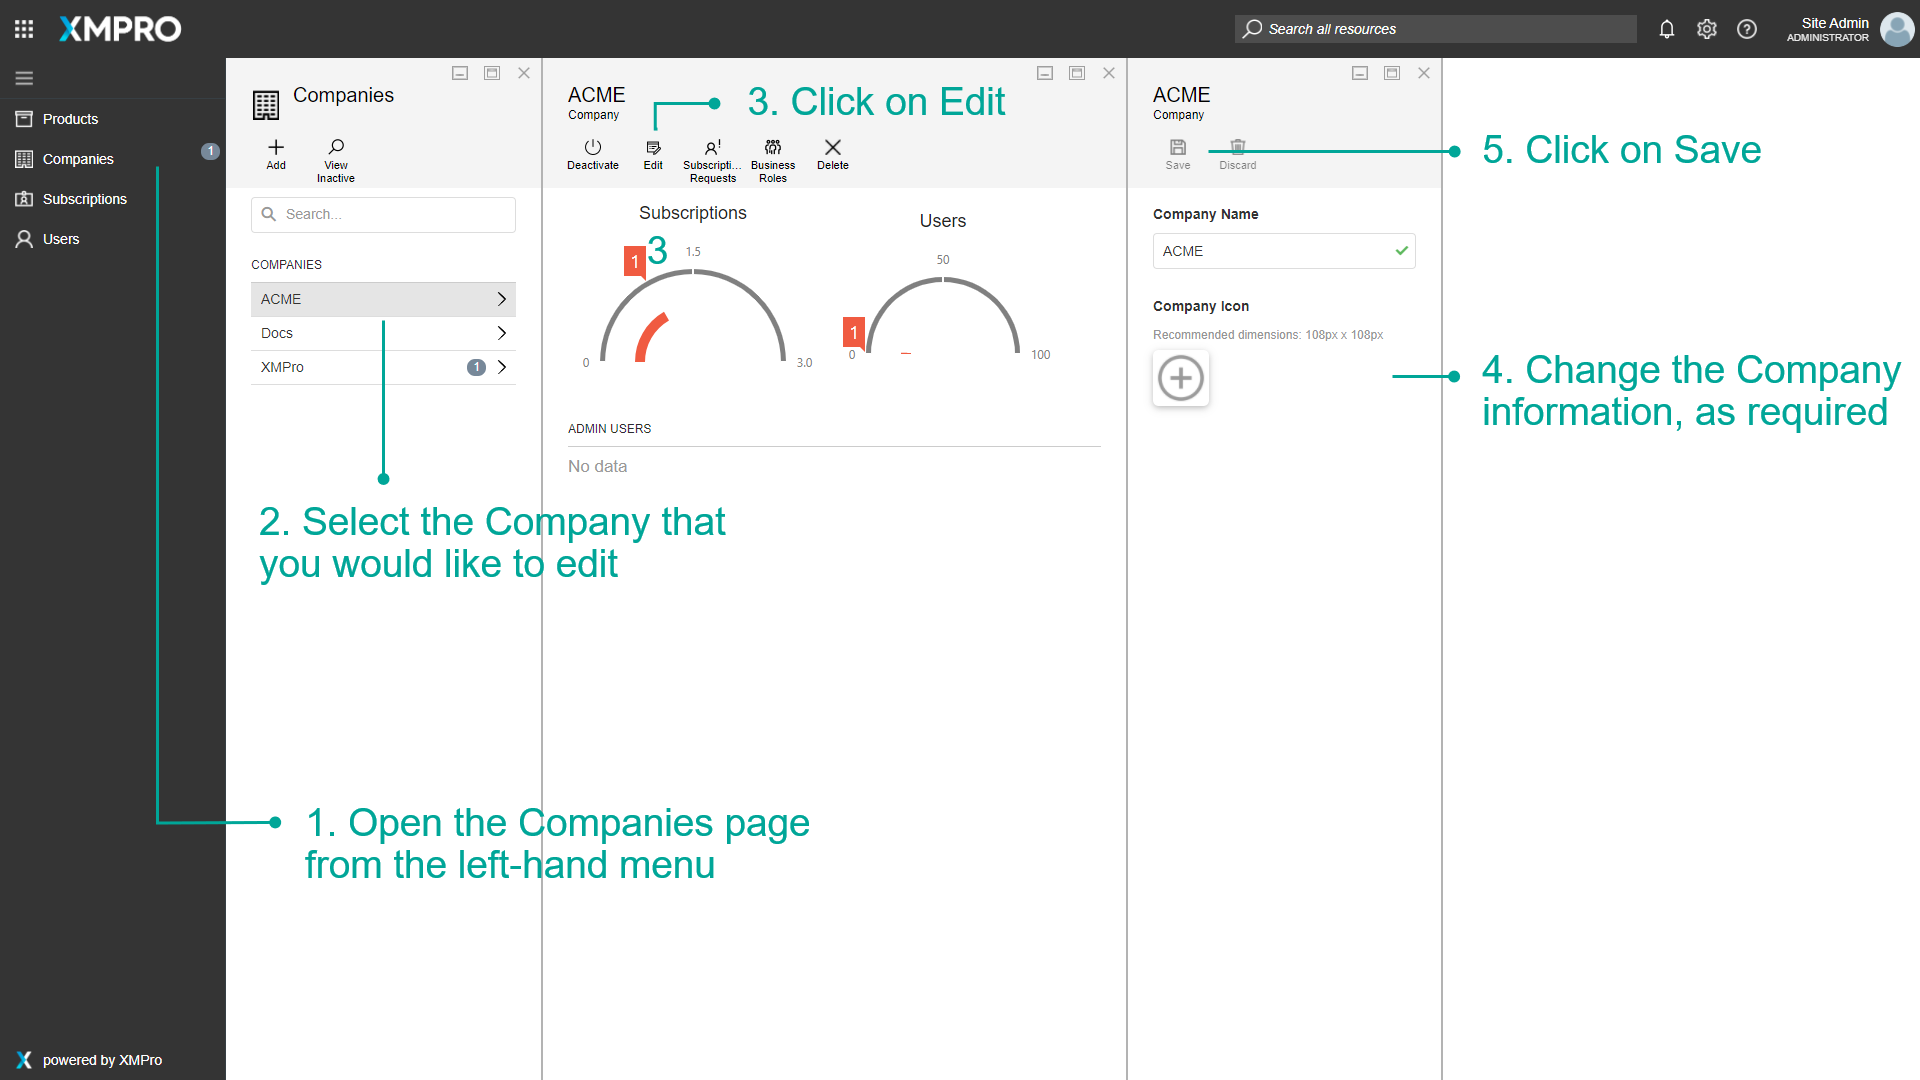 XMPRO
Search all resources
Site Admin
ADMINISTRATOR
Products
Companies
1
Subscriptions
Users
powered by XMPro
Companies
Add
View
Inactive
Search...
COMPANIES
ACME
Docs
XMPro
1
2. Select the Company that
you would like to edit
1. Open the Companies page
from the left-hand menu
ACME
Company
3. Click on Edit
Deactivate
Edit
Subscripti...
Requests
Business
Roles
Delete
Subscriptions
1
3
1.5
0
3.0
Users
50
1
0
100
ADMIN USERS
No data
ACME
Company
Save
Discard
5. Click on Save
Company Name
ACME
Company Icon
Recommended dimensions: 108px x 108px
4. Change the Company
information, as required